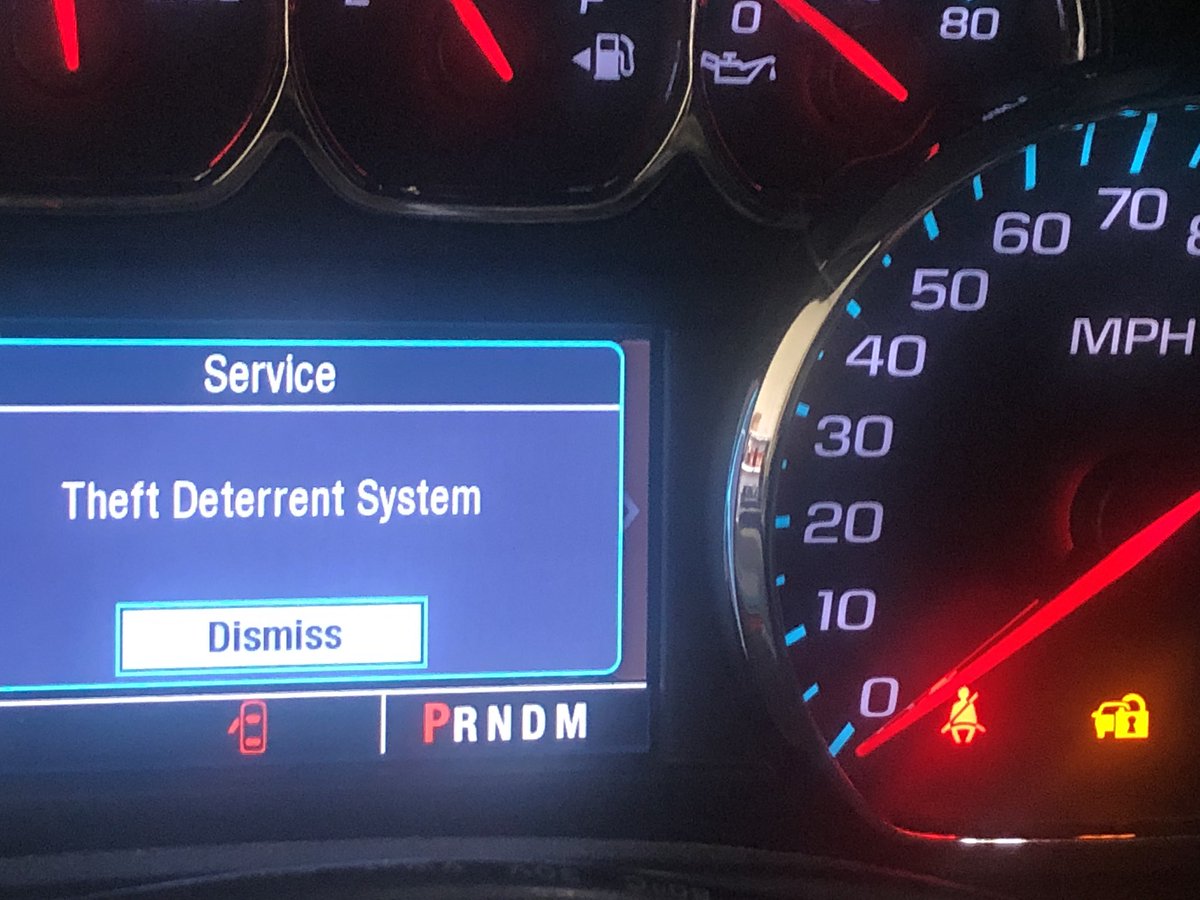 0
80
70
60
50
MPH
40
Service
30
Theft Deterrent System
20
10
Dismiss
0
PRNDM